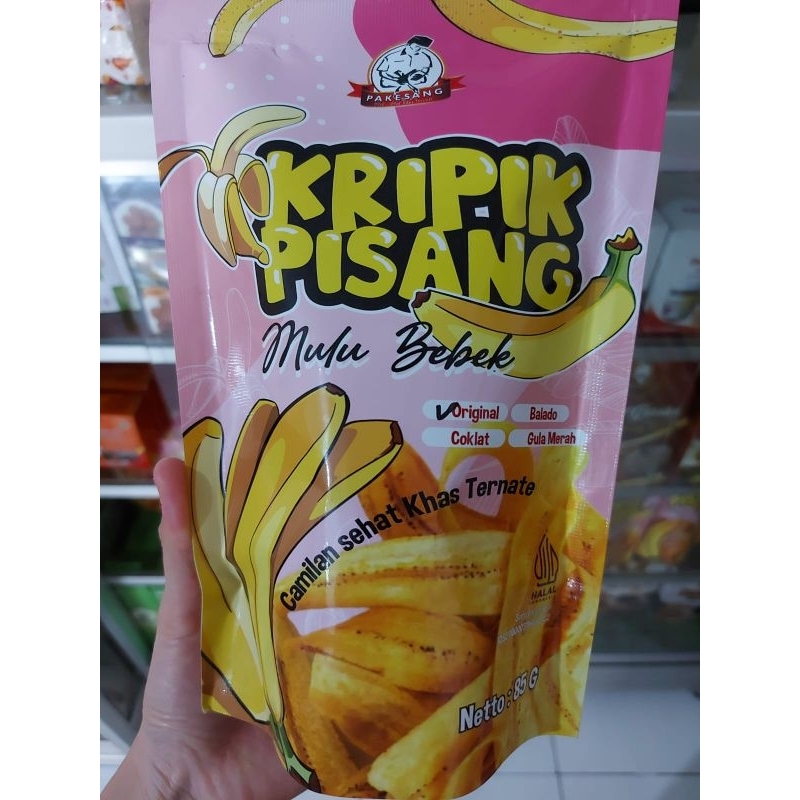 PAKESANG
KRIPIK
PISANG
Mulu Bebek
Original
Balado
Coklat
Gula Merah
Camilan sehat Khas Ternate
HALAL
Netto : 85 G